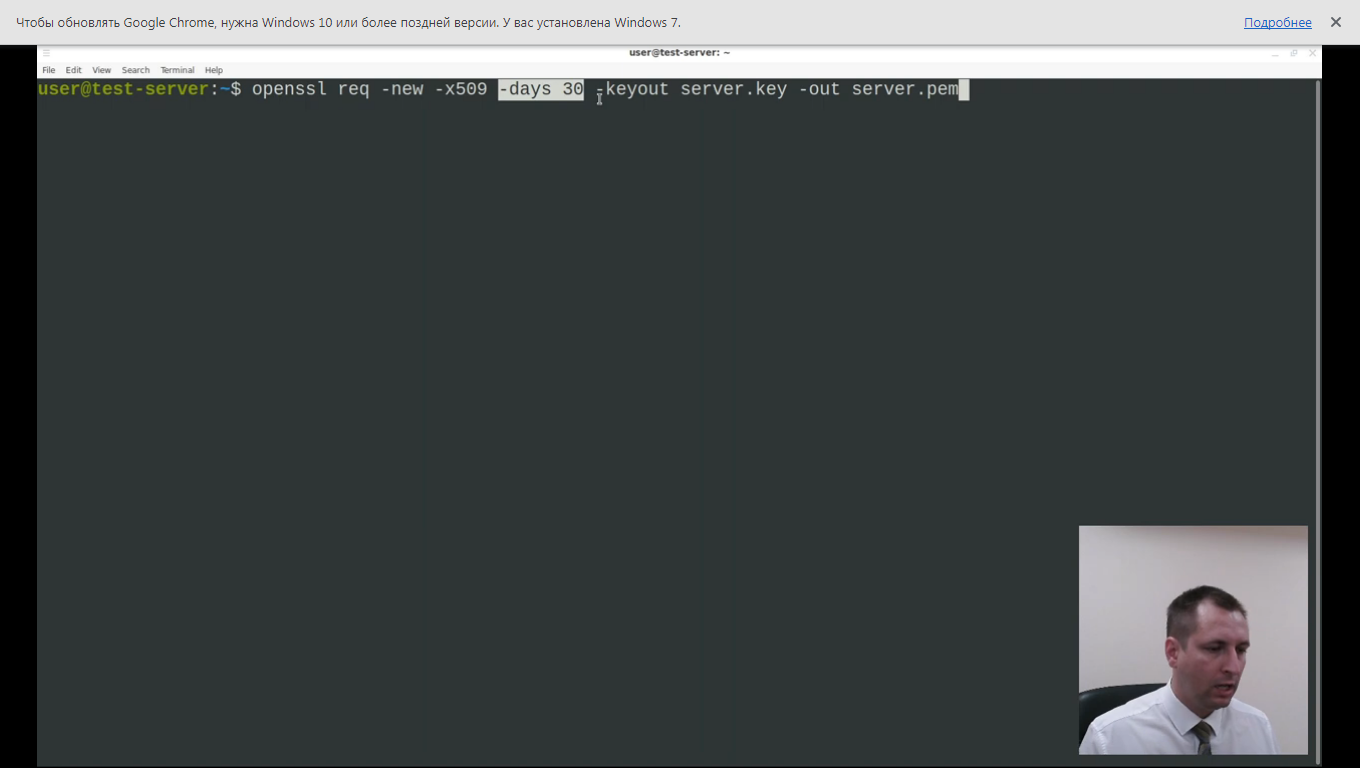 Чтобы обновлять Google Chrome, нужна Windows 10 или более поздней версии. У вас установлена Windows 7. Подробнее
user@test-server: ~
File Edit View Search Terminal Help
user@test-server:~$ openssl req -new -x509 -days 30 -keyout server.key -out server.pem